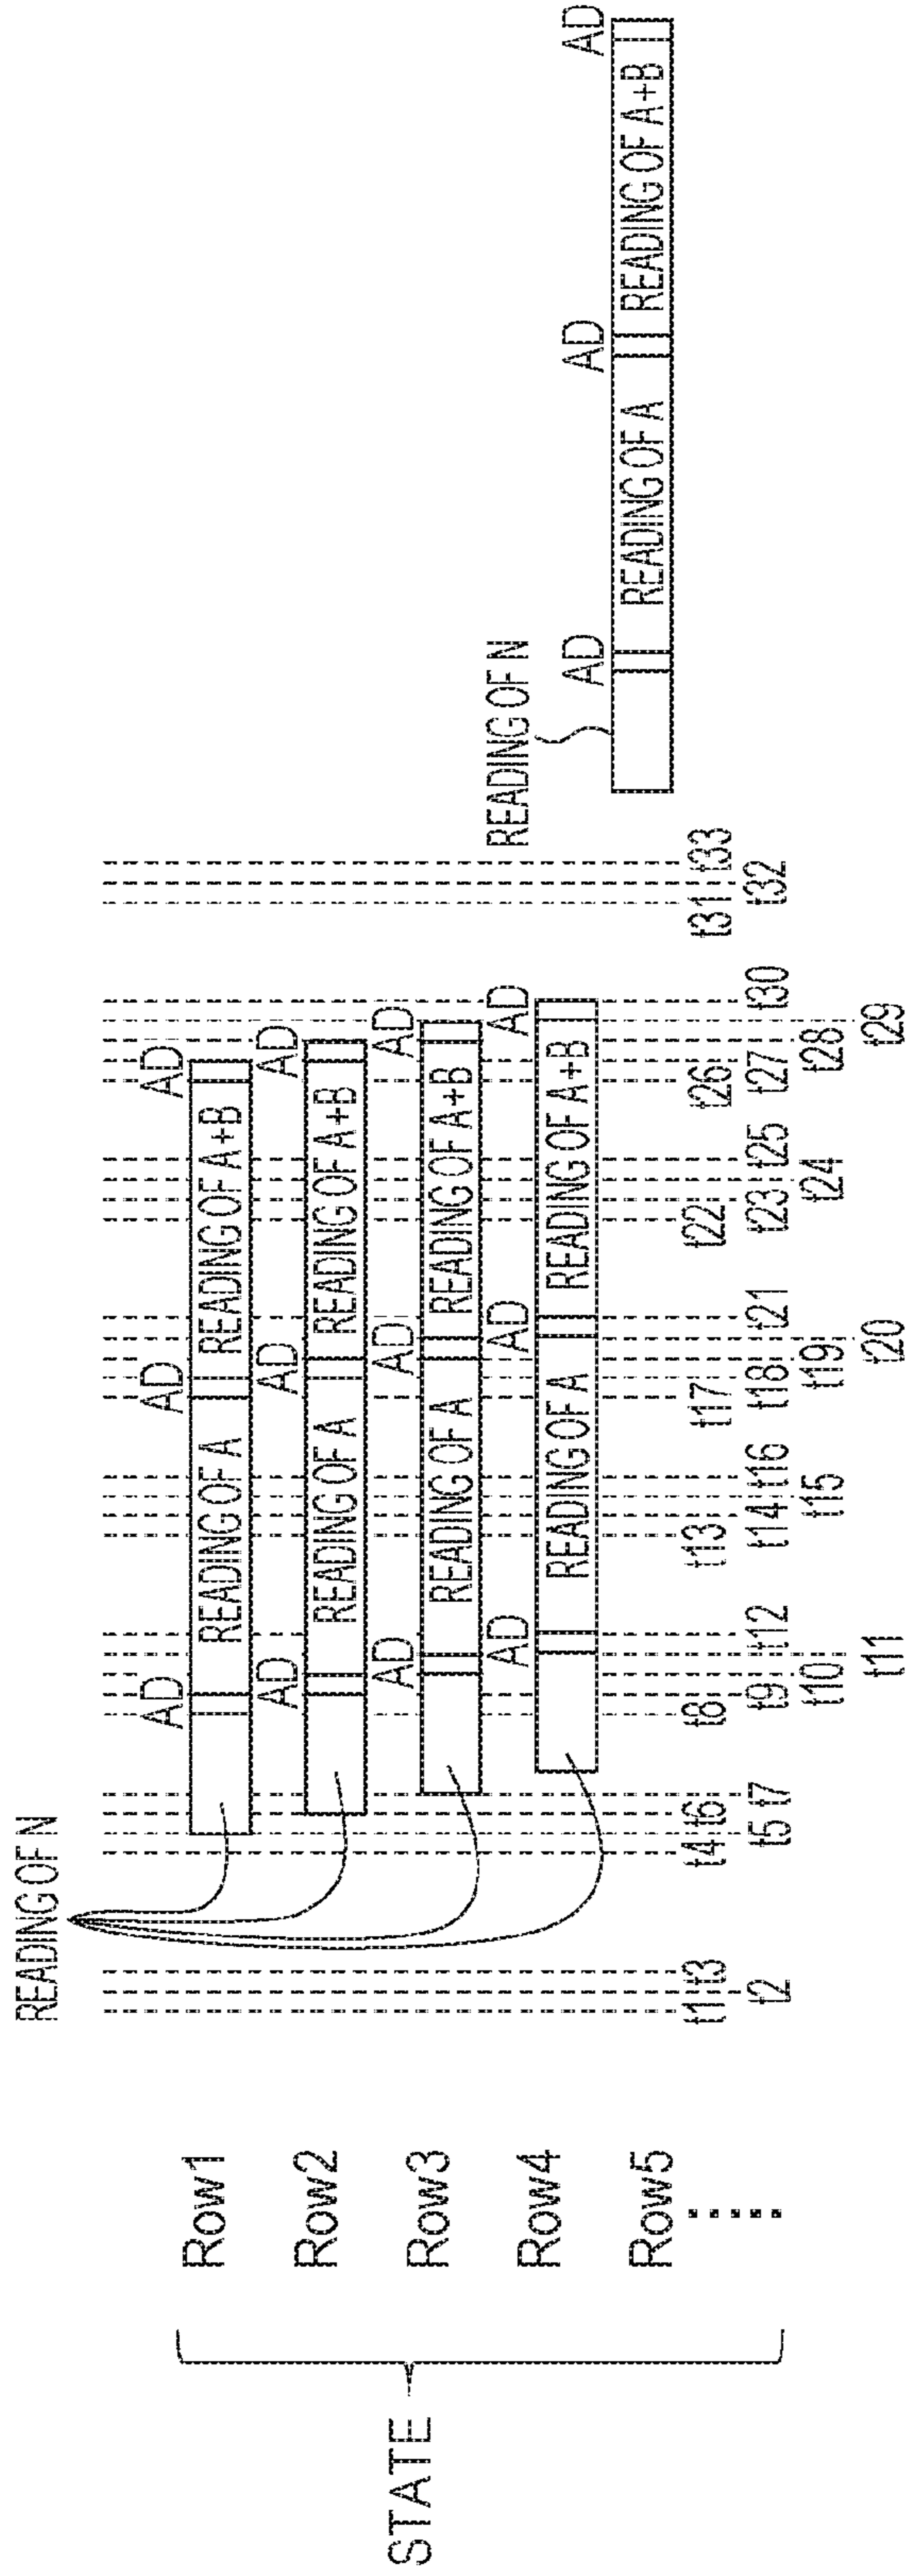 READING OF N
STATE
Row1
AD
READING OF A
AD
READING OF A+B
AD
Row2
AD
READING OF A
AD
READING OF A+B
AD
Row3
AD
READING OF A
AD
READING OF A+B
AD
Row4
AD
READING OF A
AD
READING OF A+B
AD
READING OF N
Row5
AD
READING OF A
AD
READING OF A+B
AD
t1 t3 t4 t6 t8 t13 t17 t22 t26 t31 t33
t2 t5 t7 t9 t12 t14 t16 t18 t21 t23 t25 t27 t30 t32
t10 t15 t19 t24 t28
t11 t20 t29